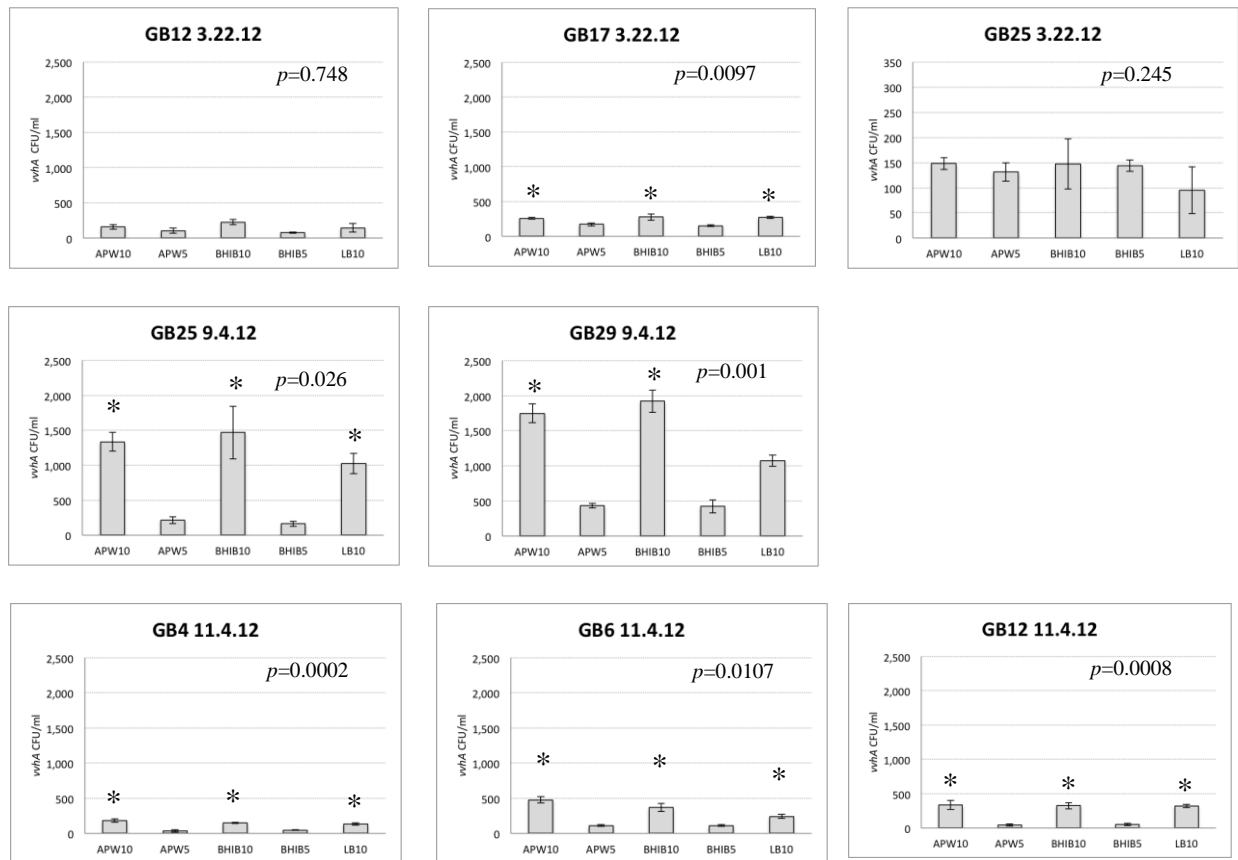 GB12 3.22.12
p=0.748
2,500
2,000
1,500
1,000
500
0
vvhA CFU/ml
APW10 APW5 BHIB10 BHIB5 LB10
GB17 3.22.12
p=0.0097
2,500
2,000
1,500
1,000
500
0
vvhA CFU/ml
* * *
APW10 APW5 BHIB10 BHIB5 LB10
GB25 3.22.12
p=0.245
350
300
250
200
150
100
50
0
vvhA CFU/ml
APW10 APW5 BHIB10 BHIB5 LB10
GB25 9.4.12
p=0.026
2,500
2,000
1,500
1,000
500
0
vvhA CFU/ml
* * *
APW10 APW5 BHIB10 BHIB5 LB10
GB29 9.4.12
p=0.001
2,500
2,000
1,500
1,000
500
0
vvhA CFU/ml
* *
APW10 APW5 BHIB10 BHIB5 LB10
GB4 11.4.12
p=0.0002
2,500
2,000
1,500
1,000
500
0
vvhA CFU/ml
* * *
APW10 APW5 BHIB10 BHIB5 LB10
GB6 11.4.12
p=0.0107
2,500
2,000
1,500
1,000
500
0
vvhA CFU/ml
* * *
APW10 APW5 BHIB10 BHIB5 LB10
GB12 11.4.12
p=0.0008
2,500
2,000
1,500
1,000
500
0
vvhA CFU/ml
* * *
APW10 APW5 BHIB10 BHIB5 LB10